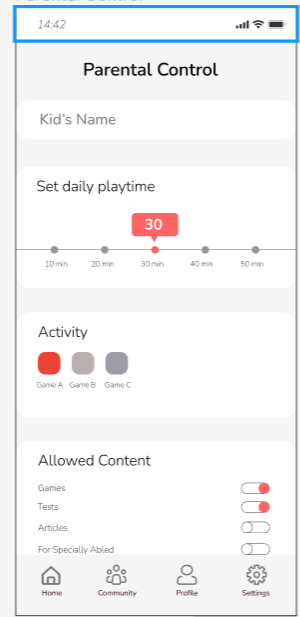 14:42
Parental Control
Kid's Name
Set daily playtime
30
10 min 20 min 30 min 40 min 50 min
Activity
Game A Game B Game C
Allowed Content
Games
Tests
Articles
For Specially Abled
Home Community Profile Settings